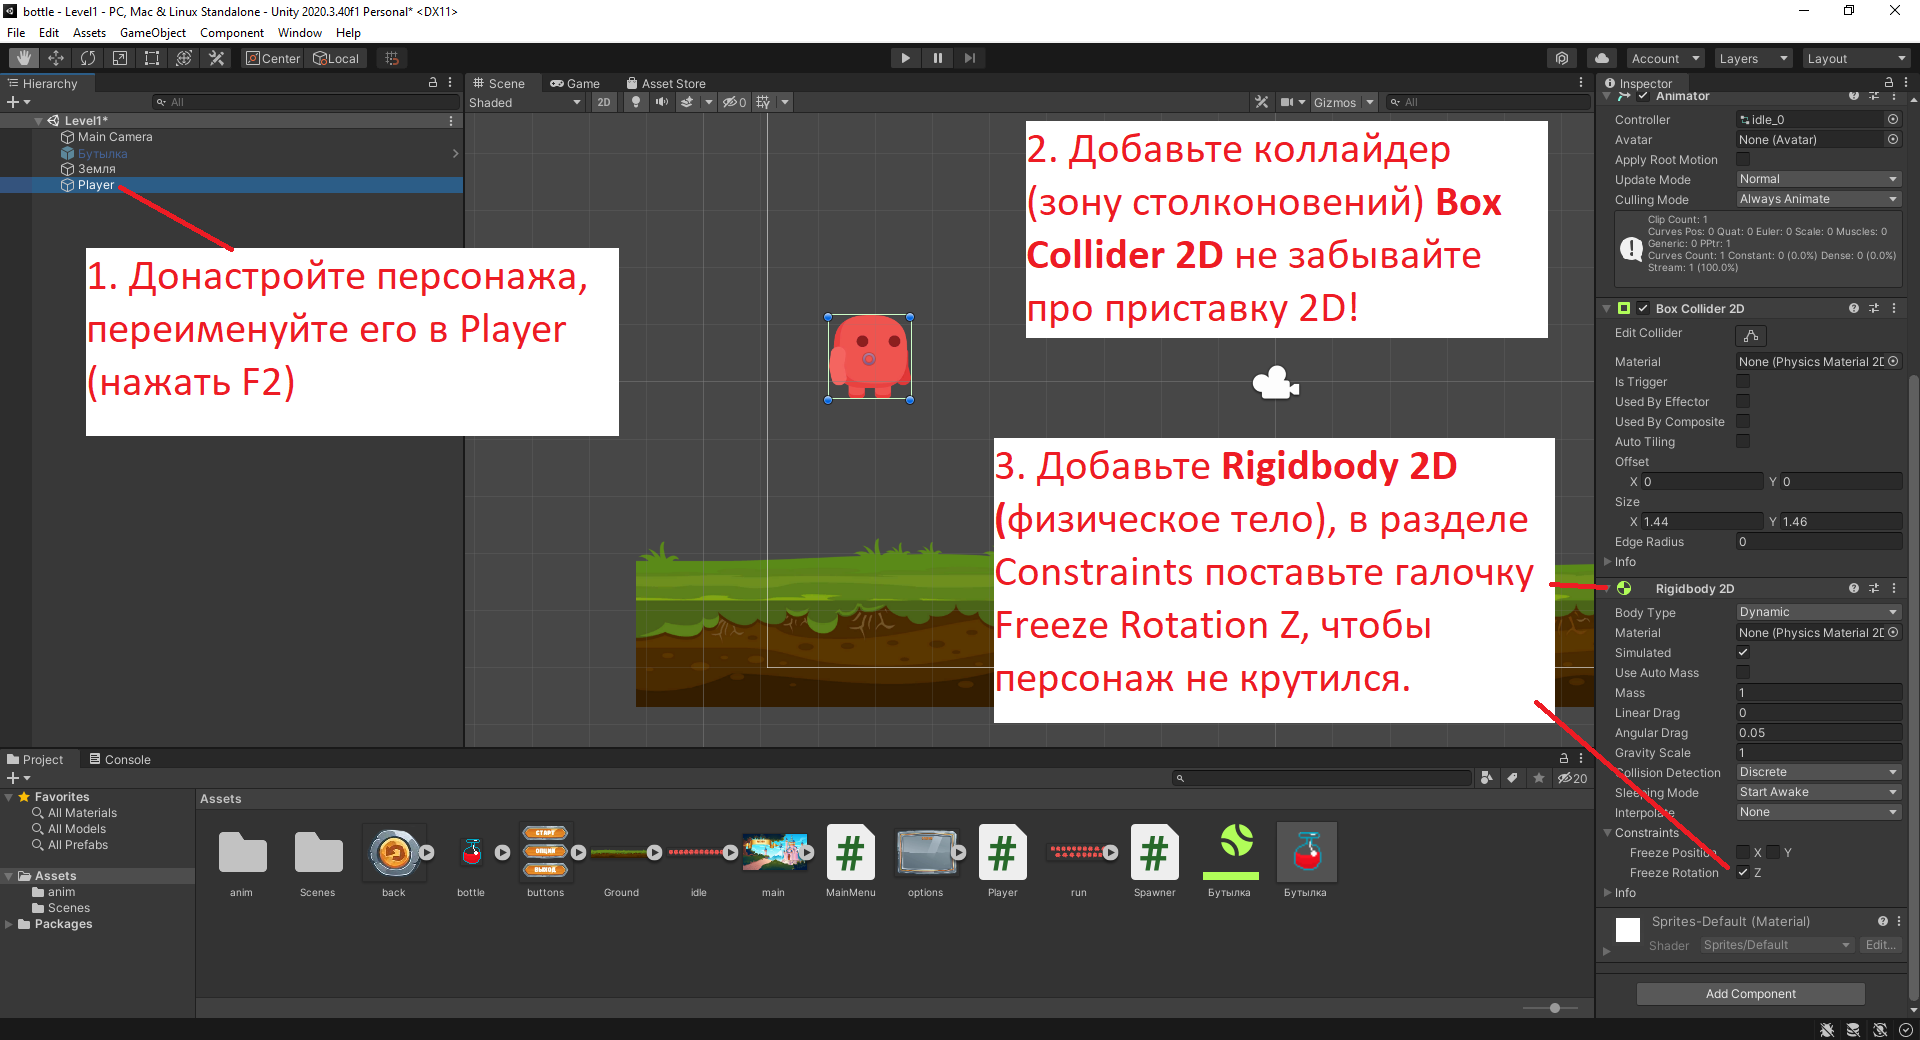 bottle - Level1 - PC, Mac & Linux Standalone - Unity 2020.3.40f1 Personal* <DX11>
File Edit Assets GameObject Component Window Help
Center Local Account Layers Layout
Hierarchy
All
Level1*
Main Camera
Бутылка
Земля
Player
Scene Game Asset Store
Shaded 2D 0 Gizmos All
1. Донастройте персонажа,
переименуйте его в Player
(нажать F2)
2. Добавьте коллайдер
(зону столконовений) Box
Collider 2D не забывайте
про приставку 2D!
3. Добавьте Rigidbody 2D
(физическое тело), в разделе
Constraints поставьте галочку
Freeze Rotation Z, чтобы
персонаж не крутился.
Inspector
Animator
Controller idle_0
Avatar None (Avatar)
Apply Root Motion
Update Mode Normal
Culling Mode Always Animate
Clip Count: 1
Curves Pos: 0 Quat: 0 Euler: 0 Scale: 0 Muscles: 0
Generic: 0 PPtr: 1
Curves Count: 1 Constant: 0 (0.0%) Dense: 0 (0.0%)
Stream: 1 (100.0%)
Box Collider 2D
Edit Collider
Material None (Physics Material 2D
Is Trigger
Used By Effector
Used By Composite
Auto Tiling
Offset
X 0 Y 0
Size
X 1.44 Y 1.46
Edge Radius 0
Info
Rigidbody 2D
Body Type Dynamic
Material None (Physics Material 2D
Simulated
Use Auto Mass
Mass 1
Linear Drag 0
Angular Drag 0.05
Gravity Scale 1
Collision Detection Discrete
Sleeping Mode Start Awake
Interpolate None
Constraints
Freeze Position X Y
Freeze Rotation Z
Info
Sprites-Default (Material)
Shader Sprites/Default Edit...
Add Component
Project Console
20
Favorites
All Materials
All Models
All Prefabs
Assets
anim
Scenes
Packages
Assets
СТАРТ
ОПЦИИ
ВЫХОД
anim Scenes back bottle buttons Ground idle main MainMenu options Player run Spawner Бутылка Бутылка